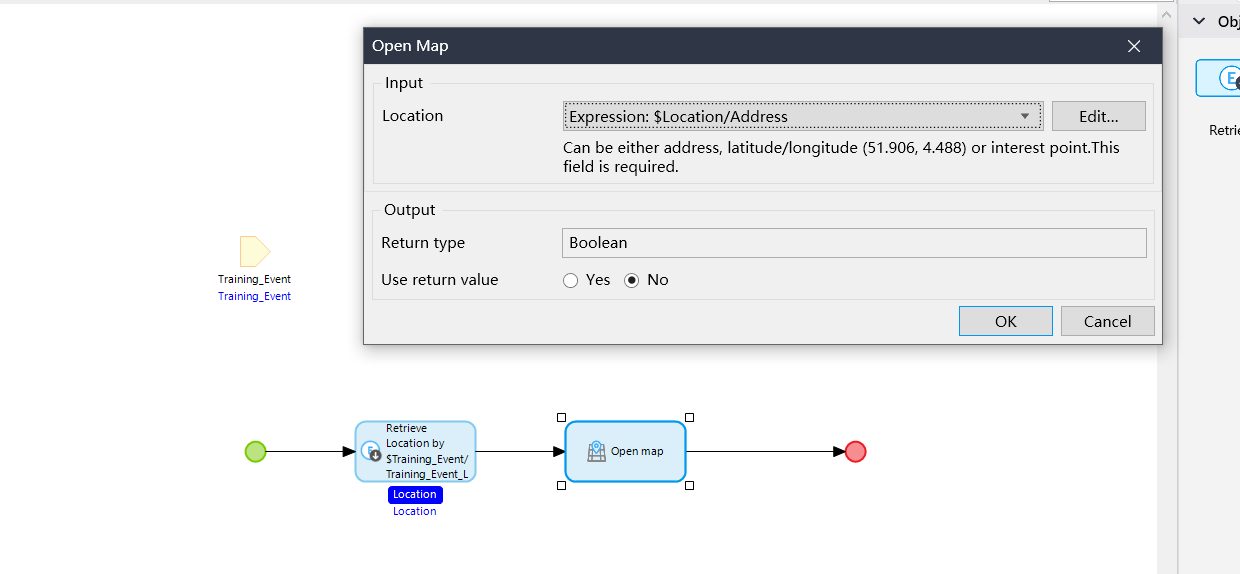 Obj
Open Map
Input
Location
Expression: $Location/Address
Edit...
Can be either address, latitude/longitude (51.906, 4.488) or interest point.This
field is required.
Output
Return type
Boolean
Use return value
Yes
No
OK
Cancel
Retrie
Training_Event
Training_Event
Retrieve
Location by
$Training_Event/
Training_Event_L
Location
Location
Open map
E
E